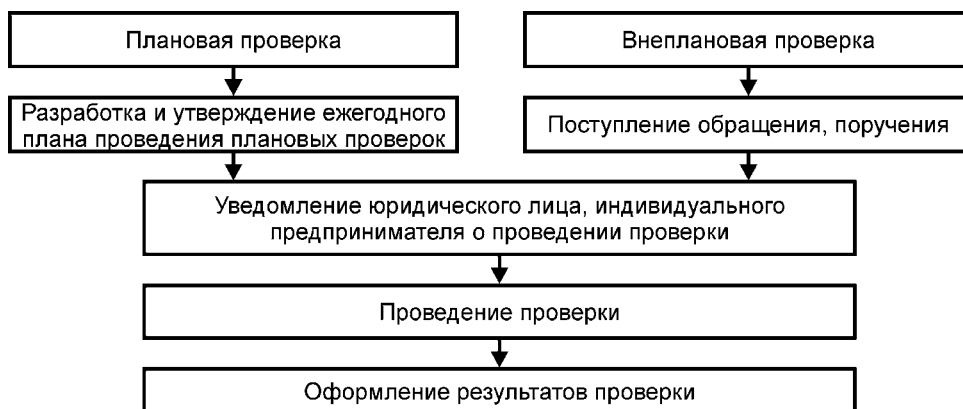 Плановая проверка
Внеплановая проверка
Разработка и утверждение ежегодного
плана проведения плановых проверок
Поступление обращения, поручения
Уведомление юридического лица, индивидуального
предпринимателя о проведении проверки
Проведение проверки
Оформление результатов проверки